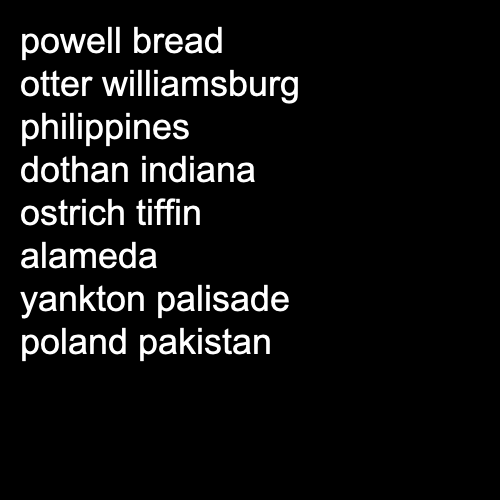 powell bread
otter williamsburg
philippines
dothan indiana
ostrich tiffin
alameda
yankton palisade
poland pakistan